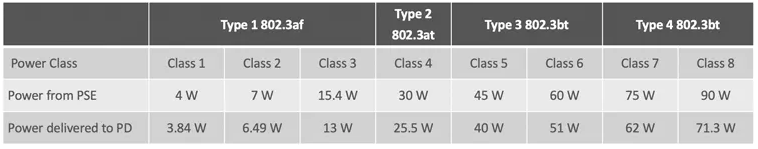 Type 1 802.3af Type 2 802.3at Type 3 802.3bt Type 4 802.3bt
Power Class Class 1 Class 2 Class 3 Class 4 Class 5 Class 6 Class 7 Class 8
Power from PSE 4 W 7 W 15.4 W 30 W 45 W 60 W 75 W 90 W
Power delivered to PD 3.84 W 6.49 W 13 W 25.5 W 40 W 51 W 62 W 71.3 W